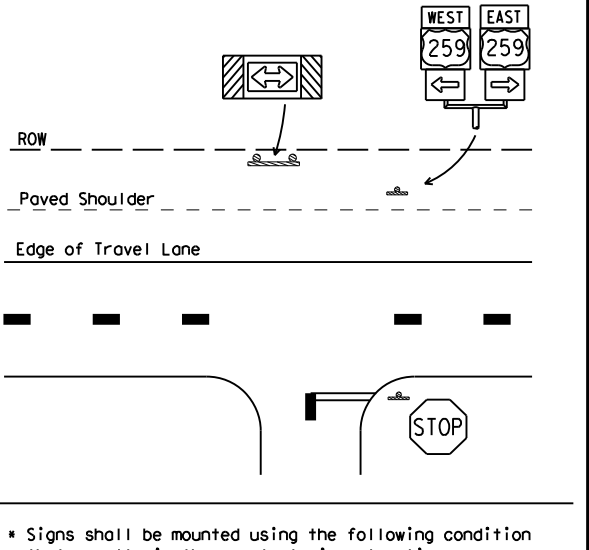 WEST EAST
259 259
ROW
Paved Shoulder
Edge of Travel Lane
STOP
* Signs shall be mounted using the following condition